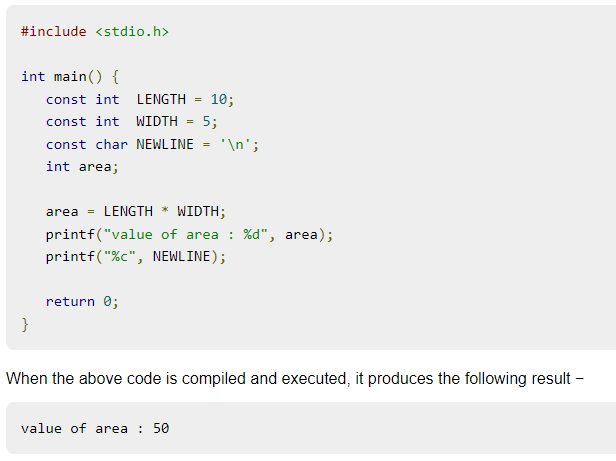 #include <stdio.h>
int main() {
const int  LENGTH = 10;
const int  WIDTH = 5;
const char NEWLINE = '\n';
int area;
area = LENGTH * WIDTH;
printf("value of area : %d", area);
printf("%c", NEWLINE);
return 0;
}
When the above code is compiled and executed, it produces the following result −
value of area : 50